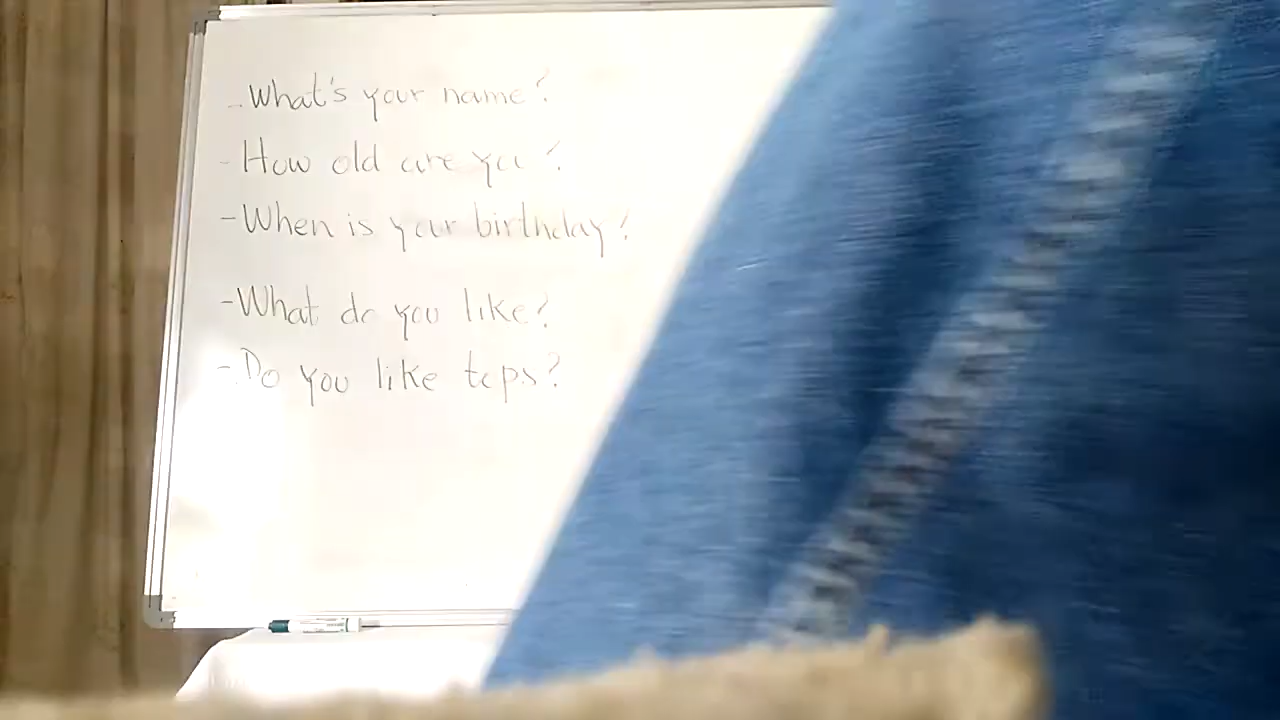 - What's your name?
- How old are you?
- When is your birthday?
- What do you like?
- Do you like tops?